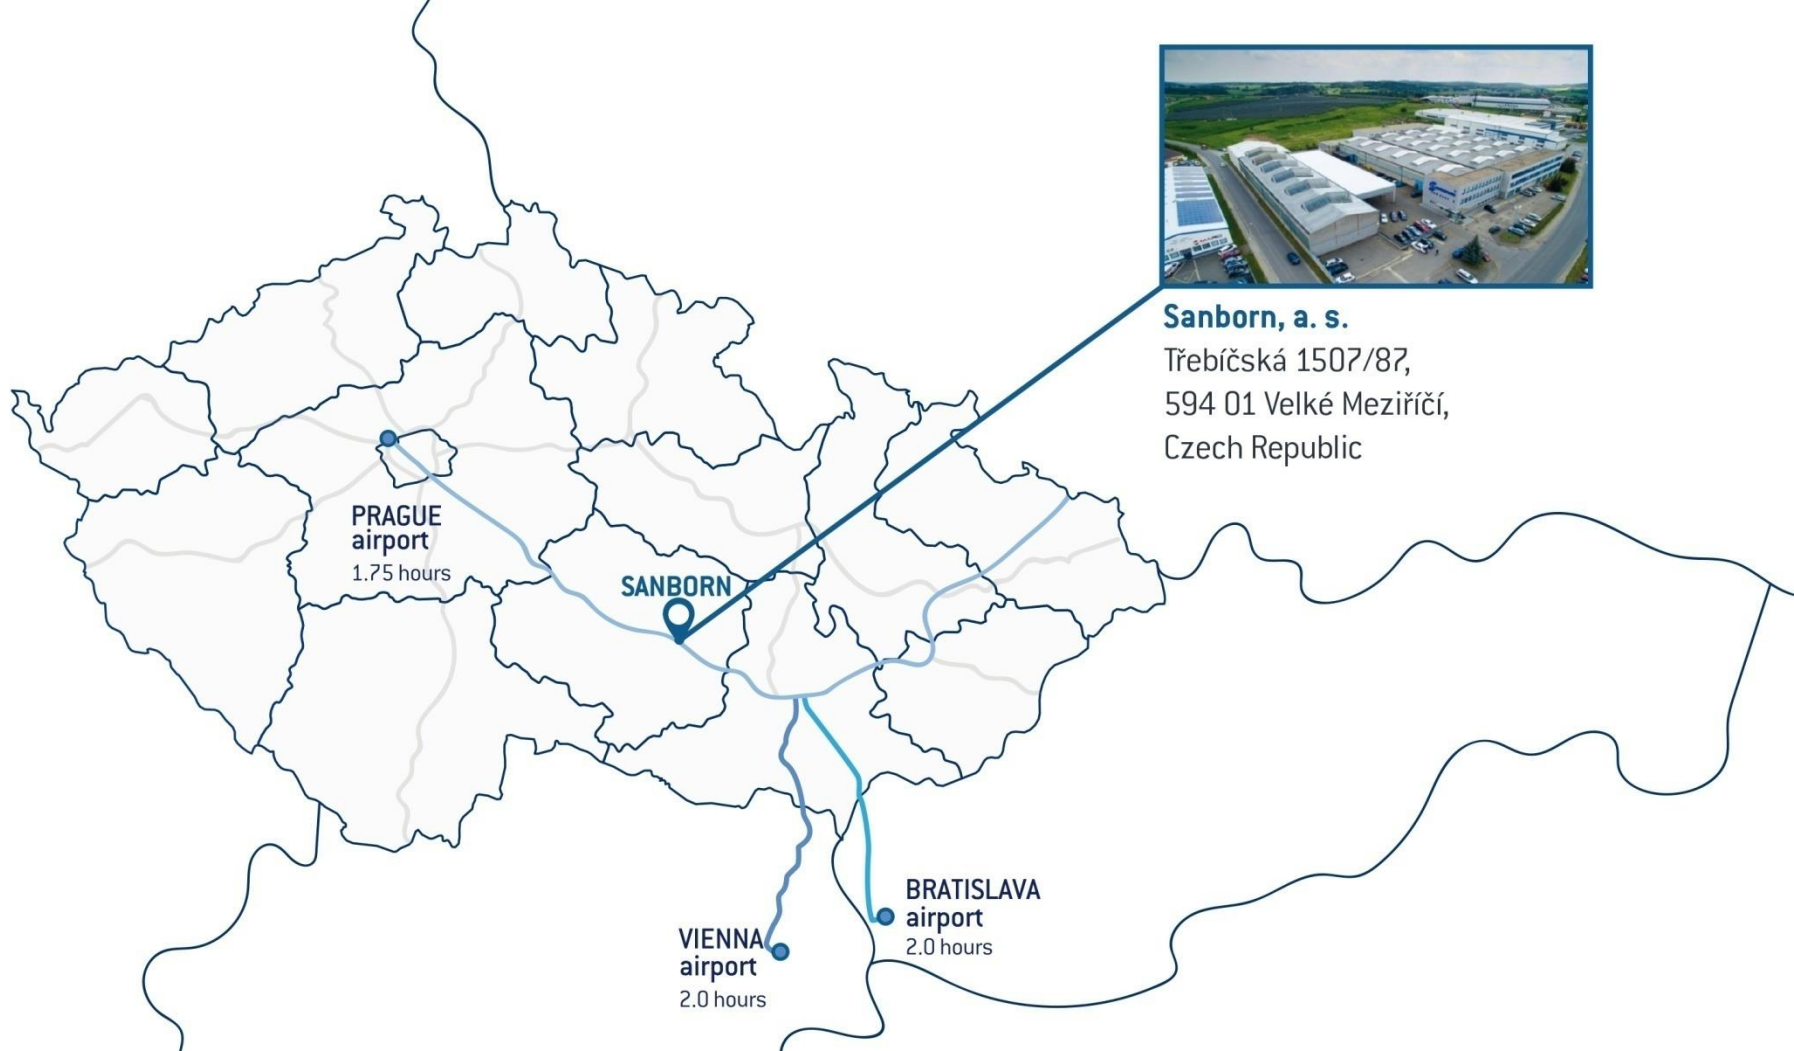 Sanborn, a. s.
Třebíčská 1507/87,
594 01 Velké Meziříčí,
Czech Republic
PRAGUE
airport
1.75 hours
SANBORN
VIENNA
airport
2.0 hours
BRATISLAVA
airport
2.0 hours